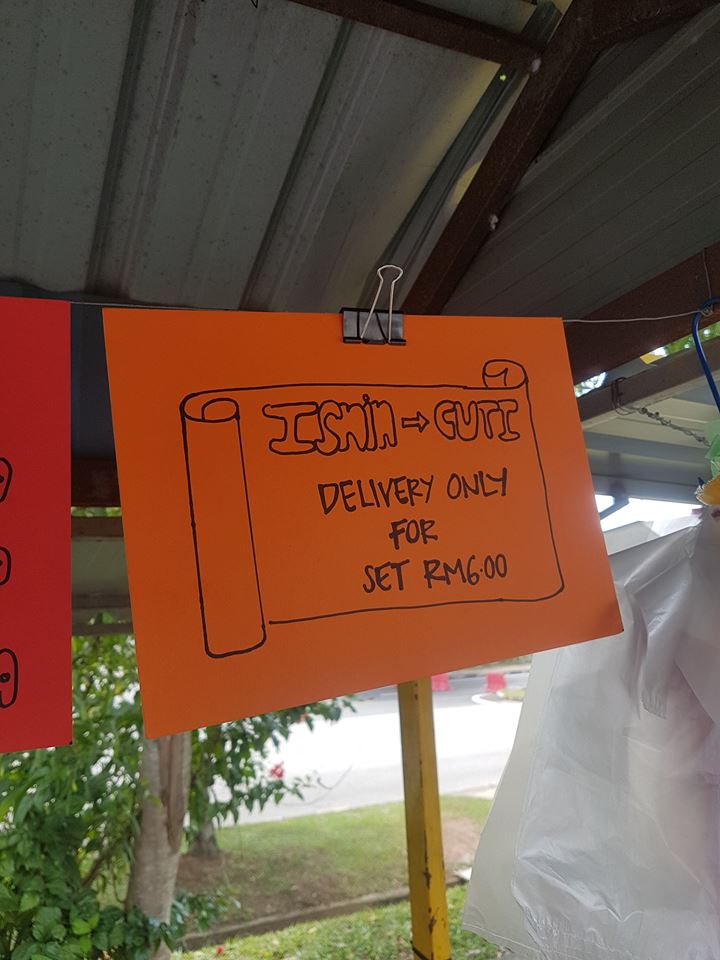 ISnin ⇒ CUTI
DELIVERY ONLY
FOR
SET RM6.00